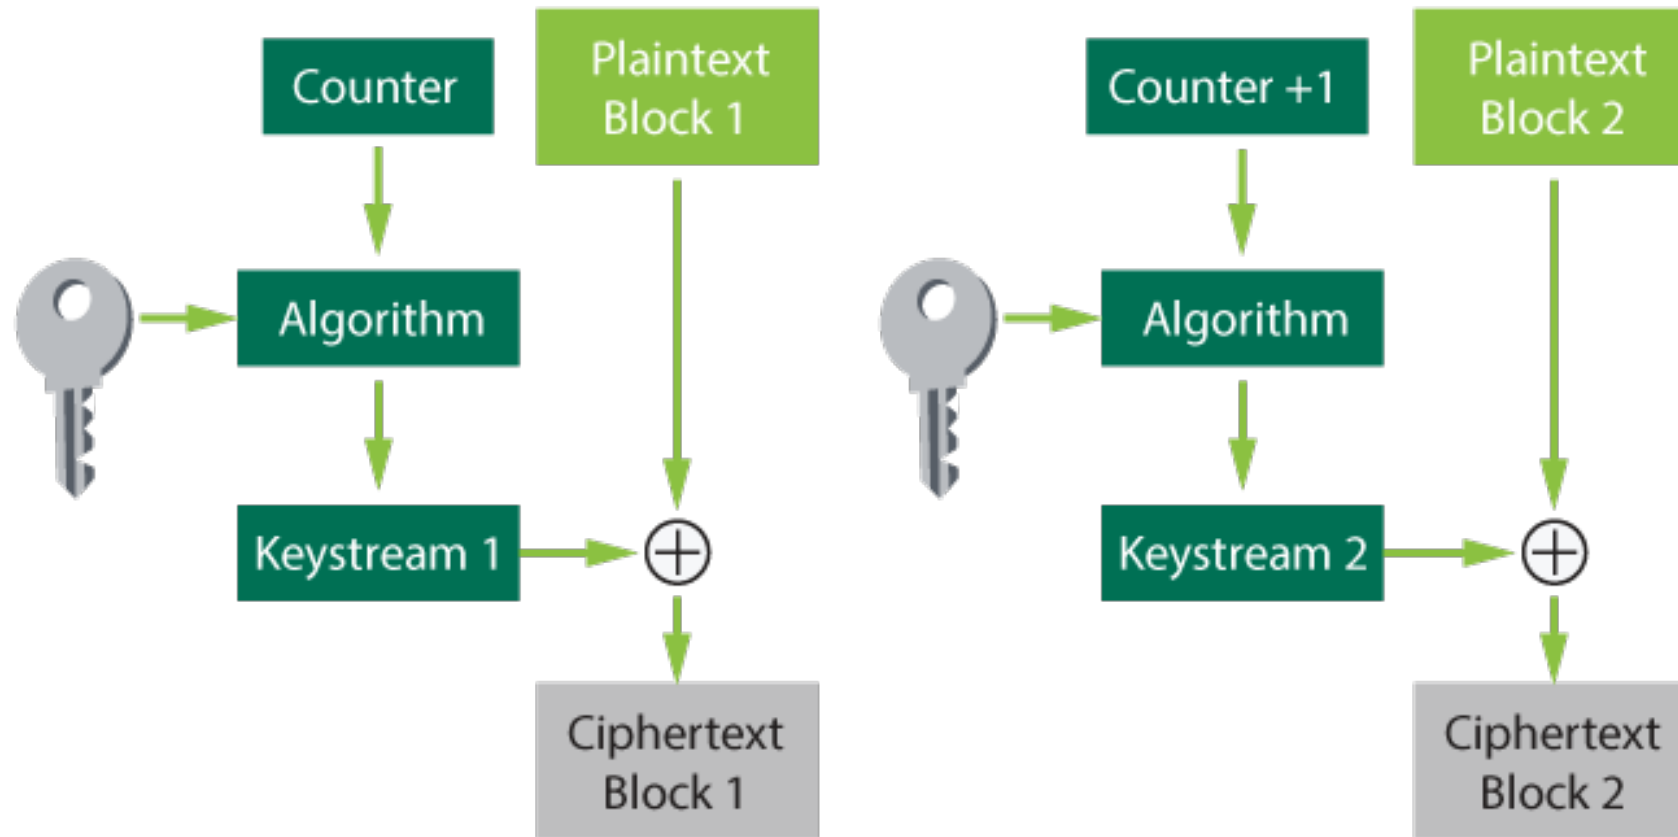 Counter
Plaintext
Block 1
Counter +1
Plaintext
Block 2
Algorithm
Algorithm
Keystream 1
Keystream 2
Ciphertext
Block 1
Ciphertext
Block 2